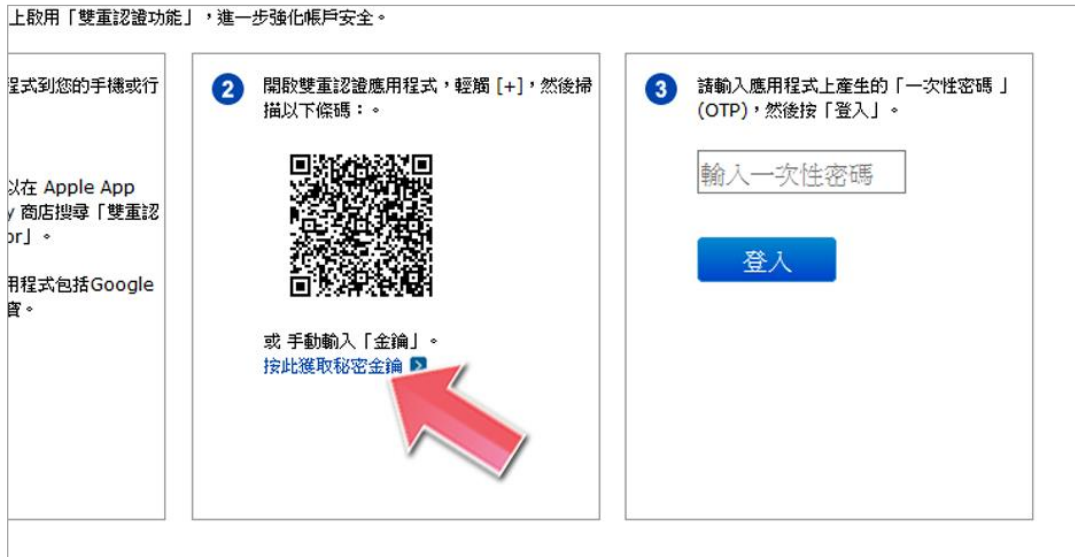 上啟用「雙重認證功能」，進一步強化帳戶安全。
程式到您的手機或行
以在 Apple App
y 商店搜尋「雙重認
or」。
用程式包括Google
寶。
2
開啟雙重認證應用程式，輕觸 [+]，然後掃
描以下條碼：。
或 手動輸入「金鑰」。
按此獲取秘密金鑰
3
請輸入應用程式上產生的「一次性密碼 」
(OTP)，然後按「登入」。
輸入一次性密碼
登入